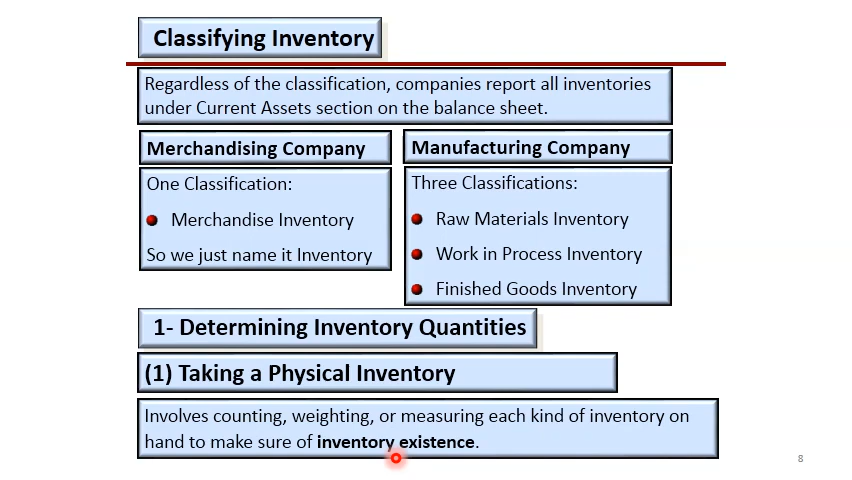 Classifying Inventory
Regardless of the classification, companies report all inventories
under Current Assets section on the balance sheet.
Merchandising Company
One Classification:
Merchandise Inventory
So we just name it Inventory
Manufacturing Company
Three Classifications:
Raw Materials Inventory
Work in Process Inventory
Finished Goods Inventory
1- Determining Inventory Quantities
(1) Taking a Physical Inventory
Involves counting, weighting, or measuring each kind of inventory on
hand to make sure of inventory existence.
8